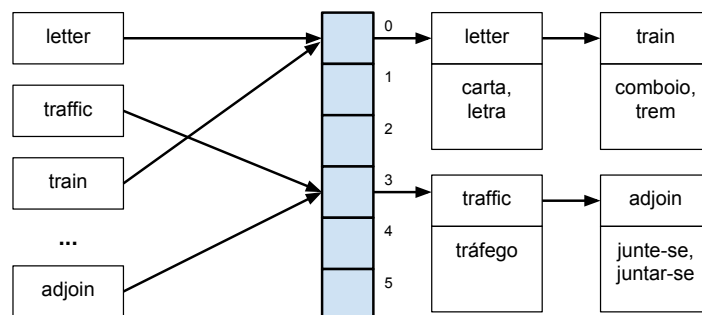 letter
traffic
train
...
adjoin
0
1
2
3
4
5
letter
carta,
letra
train
comboio,
trem
traffic
tráfego
adjoin
junte-se,
juntar-se